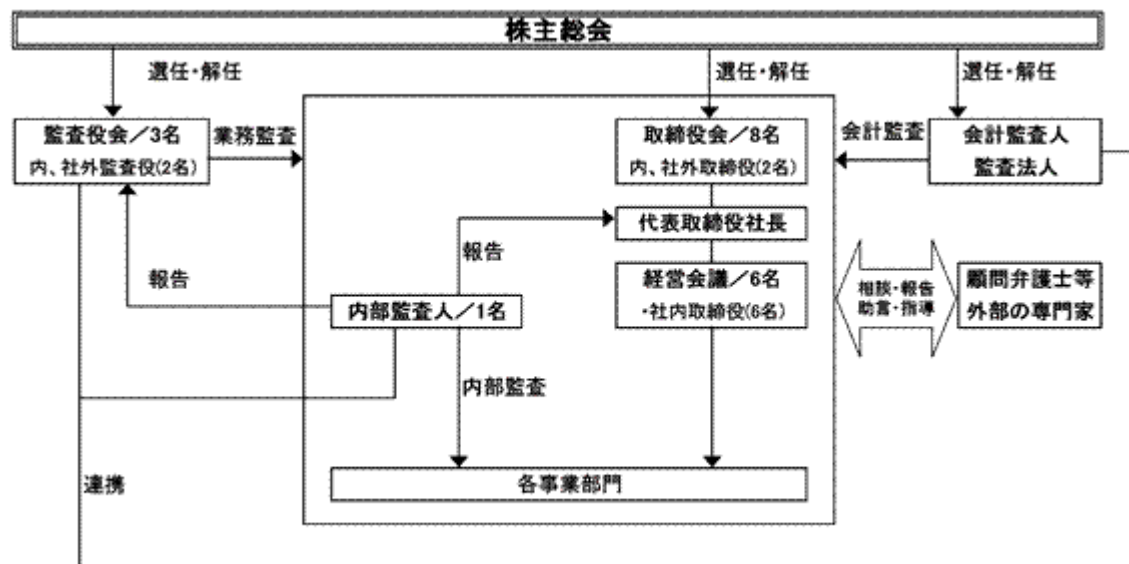 株主総会
選任・解任
選任・解任
選任・解任
監査役会／3名
内、社外監査役(2名)
業務監査
取締役会／8名
内、社外取締役(2名)
会計監査
会計監査人
監査法人
代表取締役社長
報告
報告
経営会議／6名
・社内取締役(6名)
内部監査人／1名
相談・報告
助言・指導
顧問弁護士等
外部の専門家
内部監査
連携
各事業部門